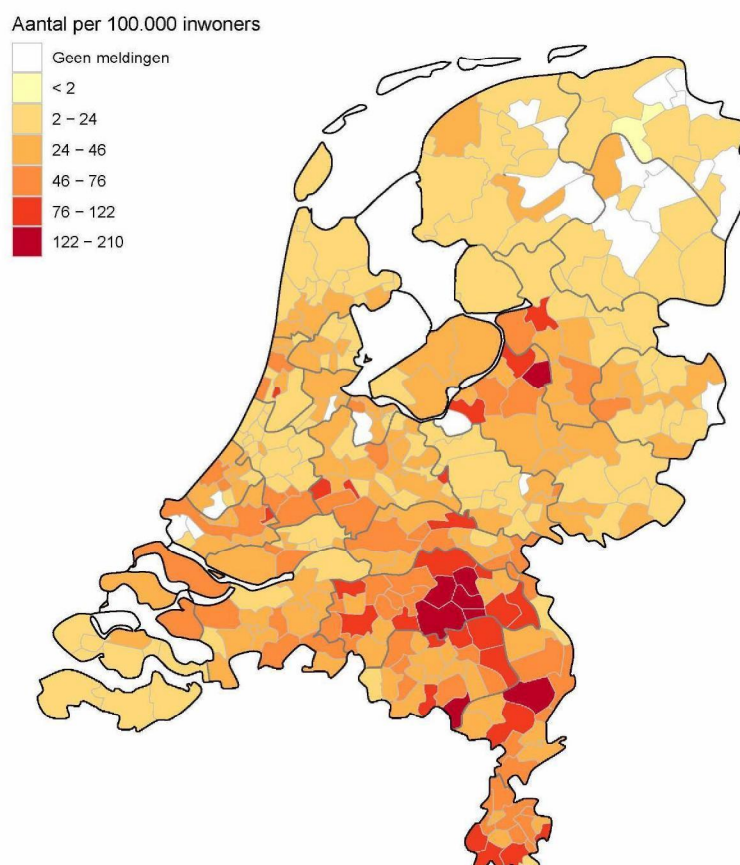 Aantal per 100.000 inwoners
Geen meldingen
< 2
2 – 24
24 – 46
46 – 76
76 – 122
122 – 210